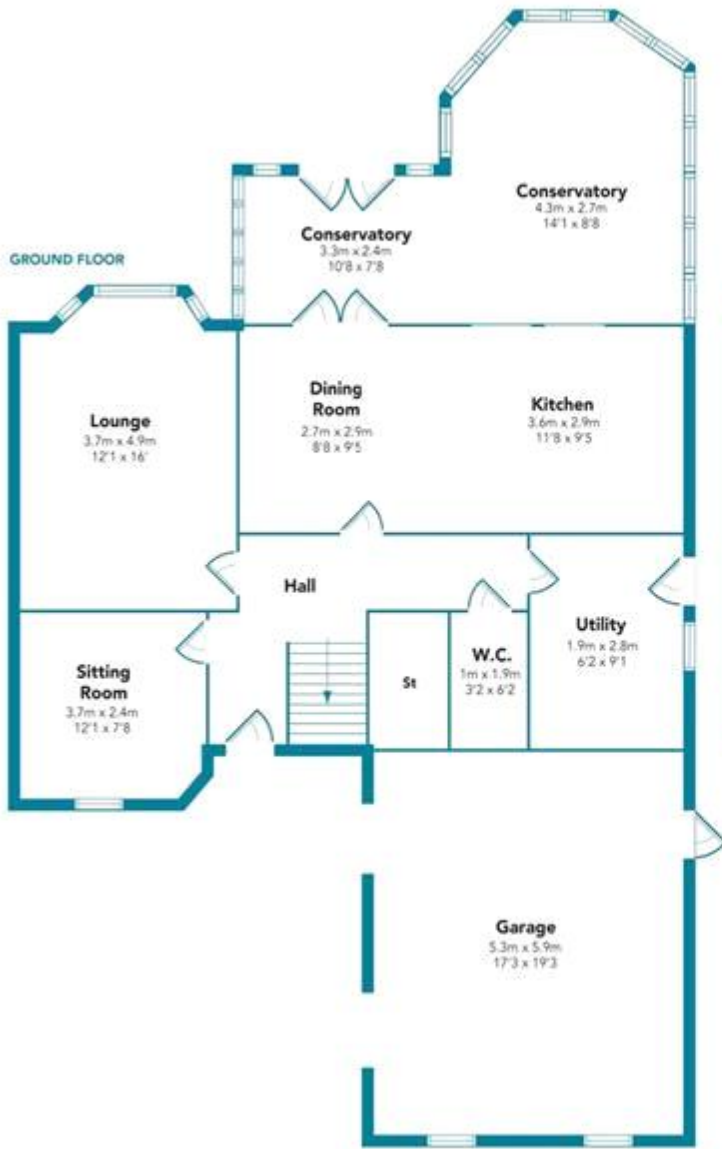 Conservatory
4.3m x 2.7m
14'1 x 8'8
Conservatory
3.3m x 2.4m
10'8 x 7'8
GROUND FLOOR
Lounge
3.7m x 4.9m
12'1 x 16'
Dining
Room
2.7m x 2.9m
8'8 x 9'5
Kitchen
3.6m x 2.9m
11'8 x 9'5
Hall
Utility
1.9m x 2.8m
6'2 x 9'1
W.C.
1m x 1.9m
3'2 x 6'2
St
Sitting
Room
3.7m x 2.4m
12'1 x 7'8
Garage
5.3m x 5.9m
17'3 x 19'3